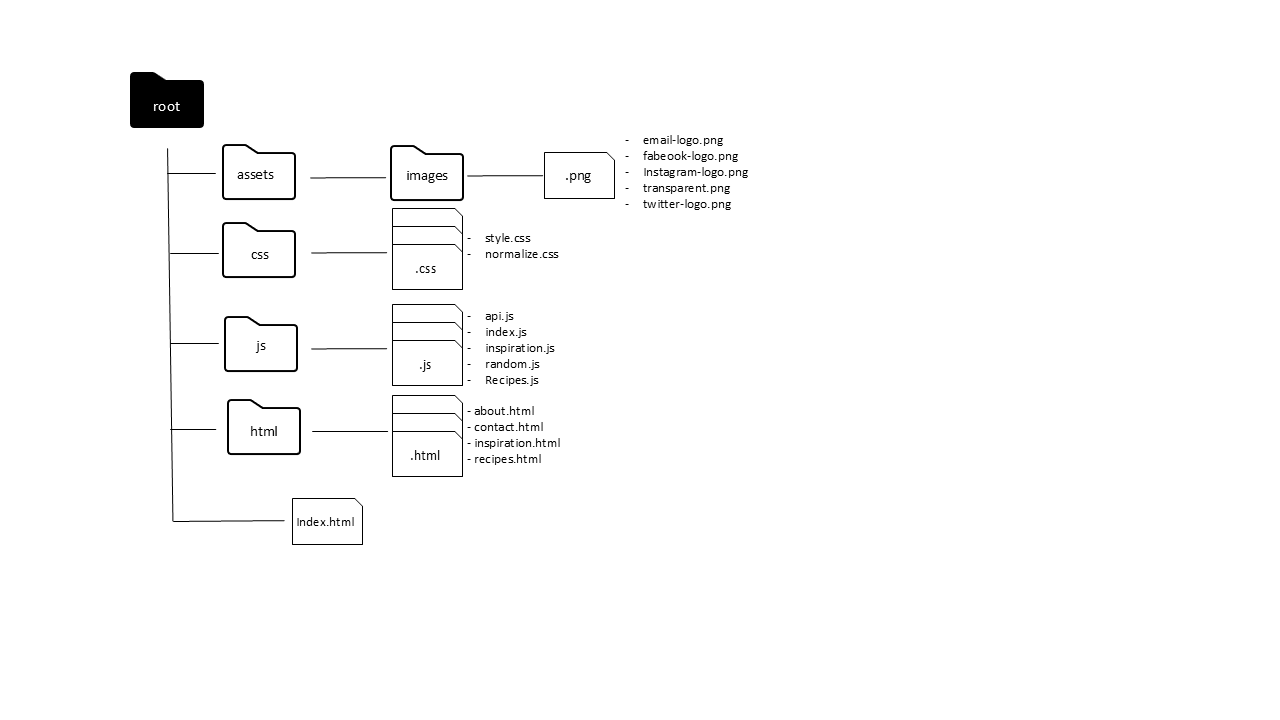 root
assets
images
.png
- email-logo.png
- fabeook-logo.png
- Instagram-logo.png
- transparent.png
- twitter-logo.png
css
.css
- style.css
- normalize.css
js
.js
- api.js
- index.js
- inspiration.js
- random.js
- Recipes.js
html
.html
- about.html
- contact.html
- inspiration.html
- recipes.html
Index.html